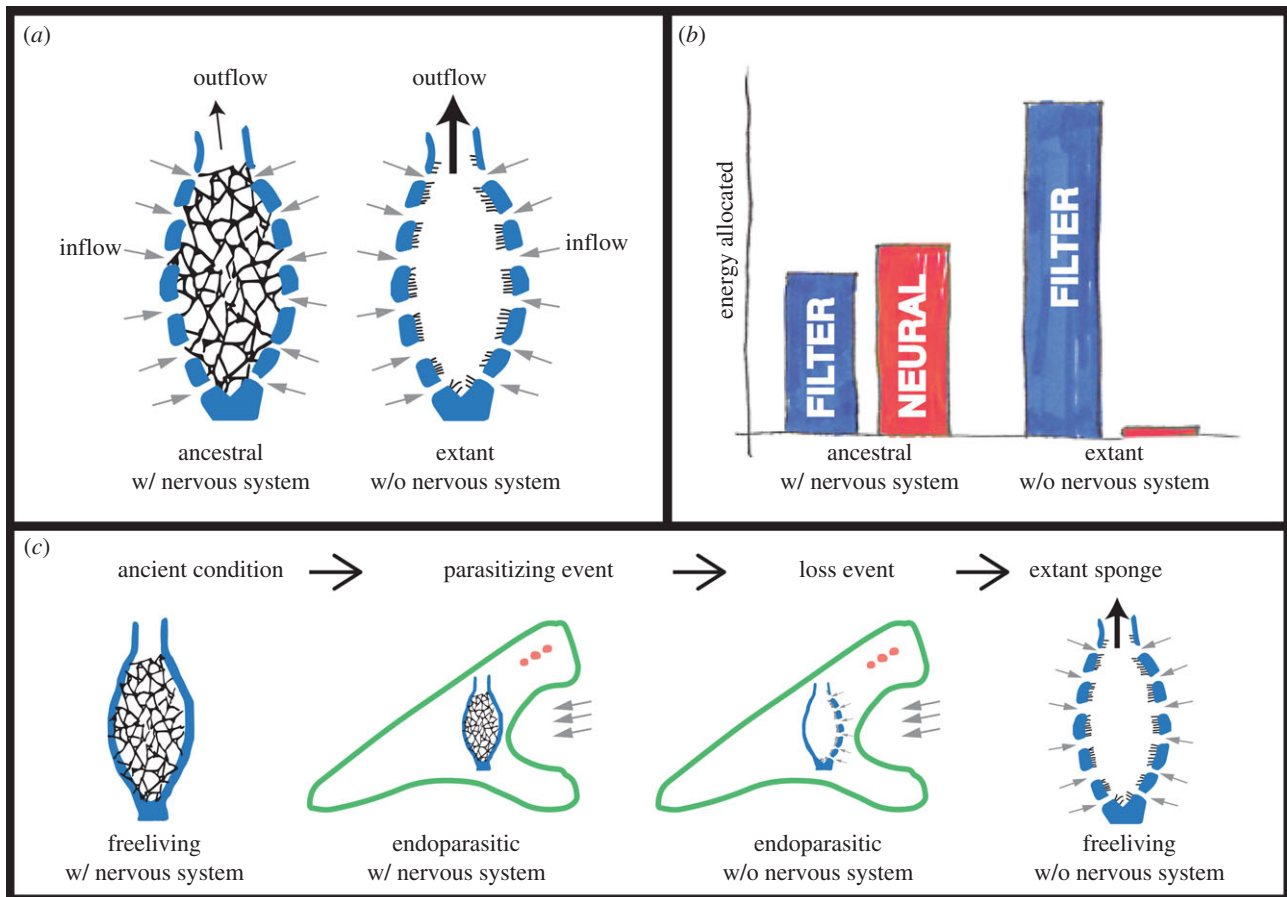 (a)
outflow
outflow
inflow
inflow
ancestral
w/ nervous system
extant
w/o nervous system
(b)
energy allocated
FILTER
NEURAL
FILTER
ancestral
w/ nervous system
extant
w/o nervous system
(c)
ancient condition
parasitizing event
loss event
extant sponge
freeliving
w/ nervous system
endoparasitic
w/ nervous system
endoparasitic
w/o nervous system
freeliving
w/o nervous system